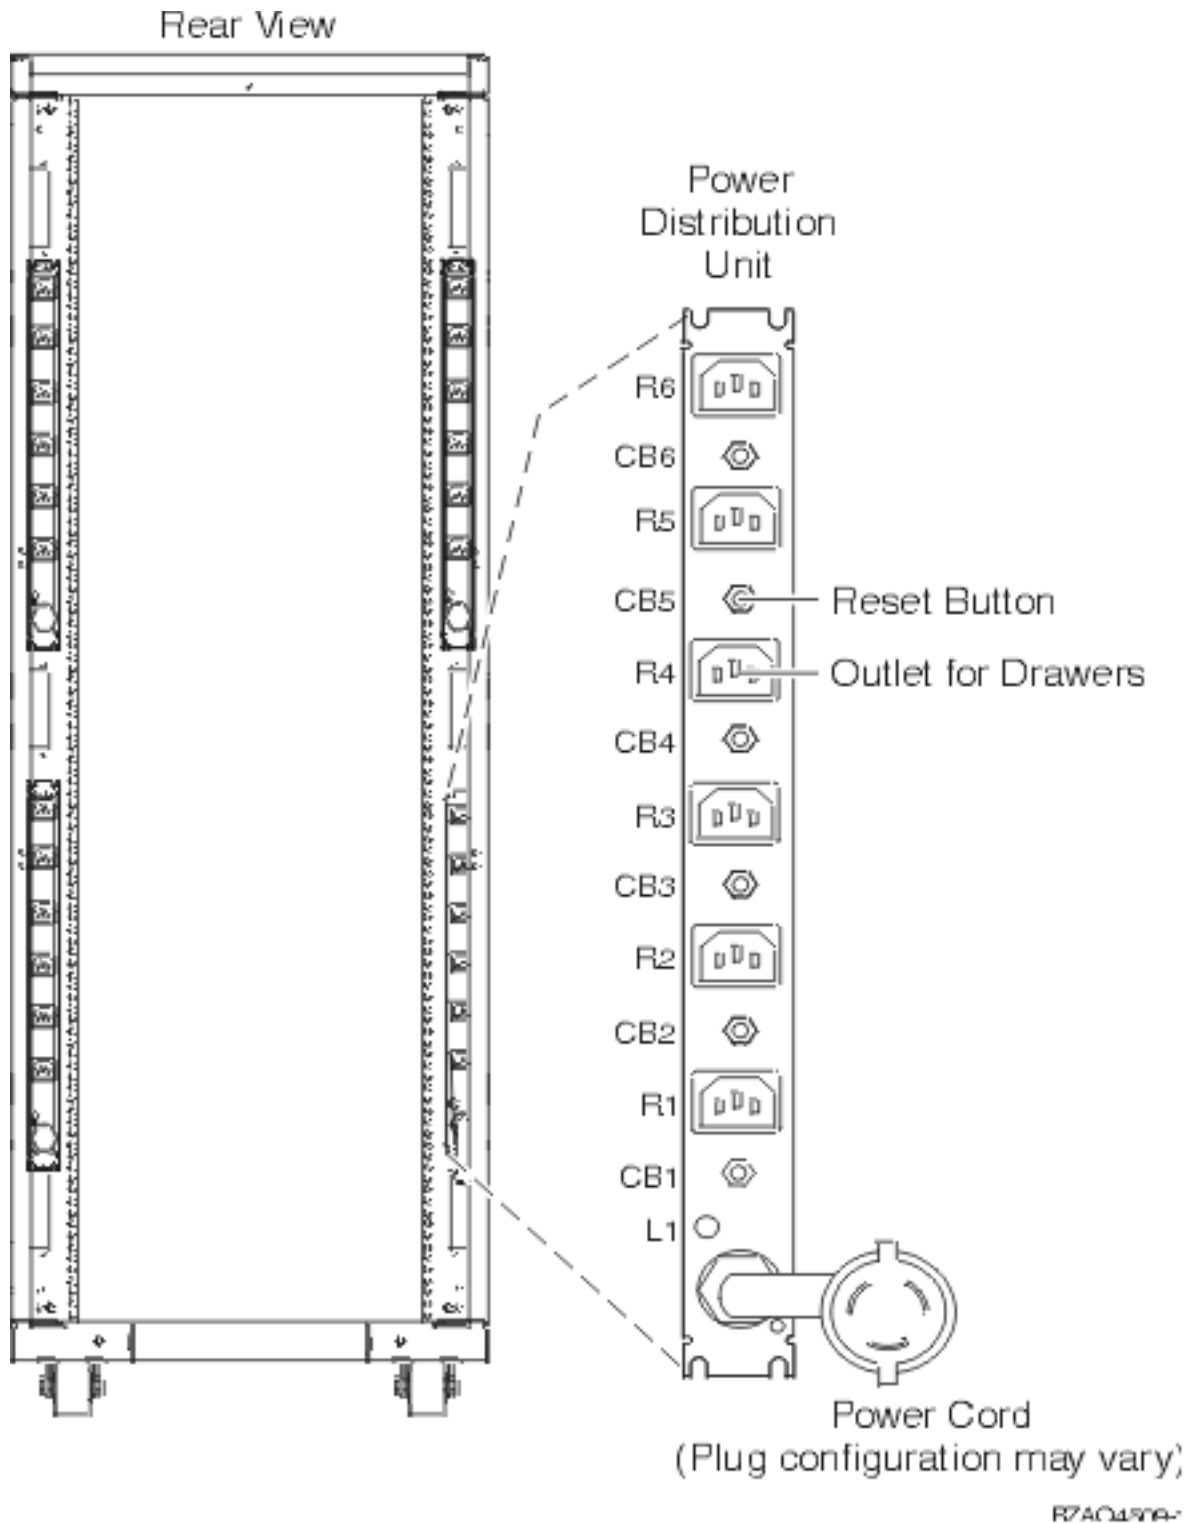 Rear View
Power
Distribution
Unit
R6
CB6
R5
CB5
Reset Button
R4
Outlet for Drawers
CB4
R3
CB3
R2
CB2
R1
CB1
L1
Power Cord
(Plug configuration may vary)